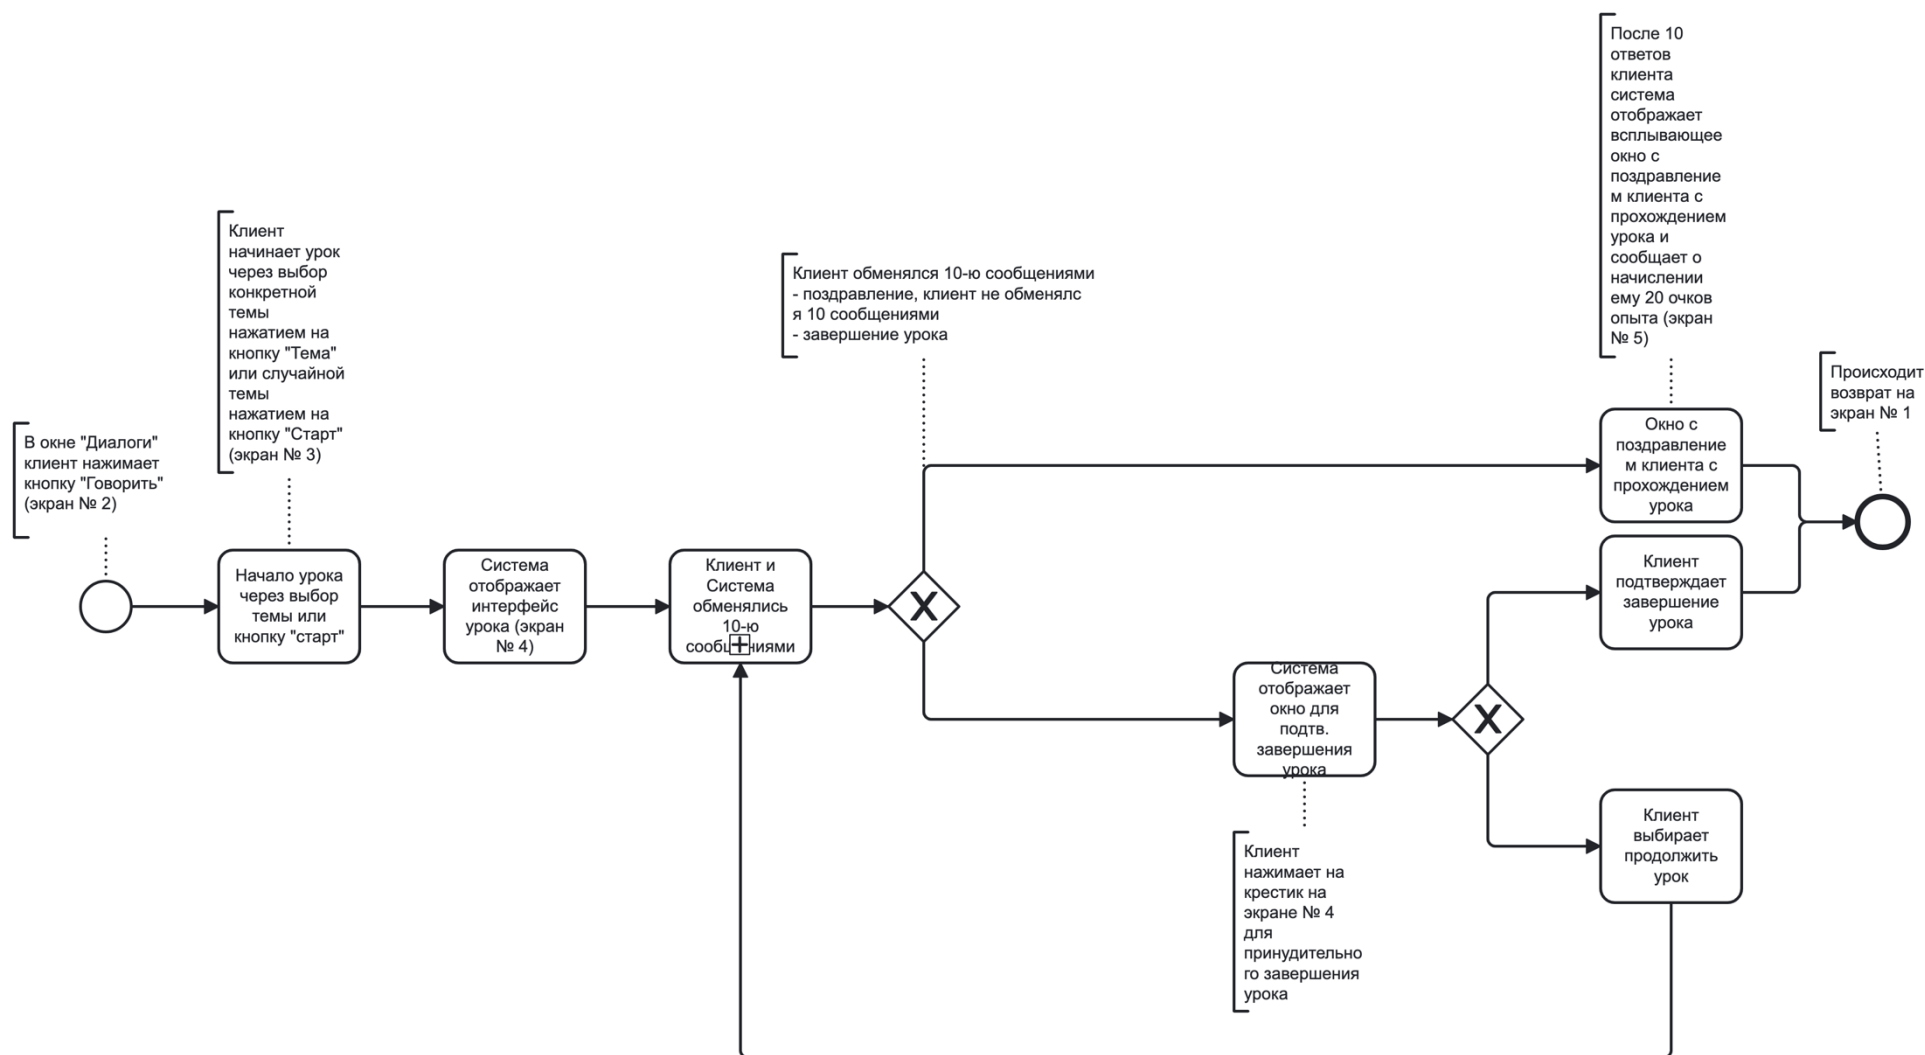 После 10
ответов
клиента
система
отображает
всплывающее
окно с
поздравление
м клиента с
прохождением
урока и
сообщает о
начислении
ему 20 очков
опыта (экран
№ 5)
Клиент
начинает урок
через выбор
конкретной
темы
нажатием на
кнопку "Тема"
или случайной
темы
нажатием на
кнопку "Старт"
(экран № 3)
Клиент обменялся 10-ю сообщениями
- поздравление, клиент не обменялс
я 10 сообщениями
- завершение урока
Происходит
возврат на
экран № 1
В окне "Диалоги"
клиент нажимает
кнопку "Говорить"
(экран № 2)
Окно с
поздравление
м клиента с
прохождением
урока
Начало урока
через выбор
темы или
кнопку "старт"
Система
отображает
интерфейс
урока (экран
№ 4)
Клиент и
Система
обменялись
10-ю
сообщениями
Клиент
подтверждает
завершение
урока
Система
отображает
окно для
подтв.
завершения
урока
Клиент
выбирает
продолжить
урок
Клиент
нажимает на
крестик на
экране № 4
для
принудительно
го завершения
урока